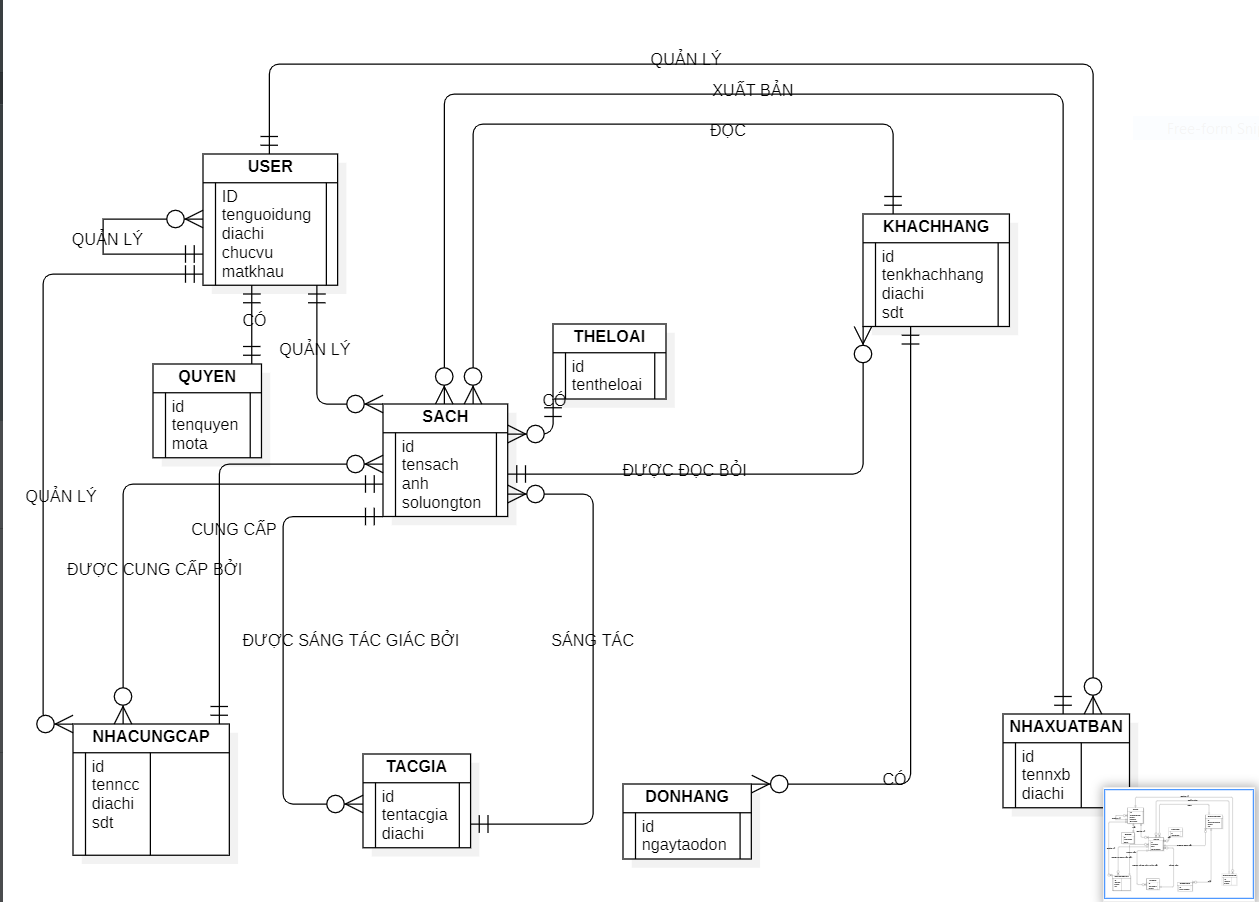 QUẢN LÝ
XUẤT BẢN
ĐỌC
Free-form Sni
USER
ID
tenguoidung
diachi
chucvu
matkhau
QUẢN LÝ
KHACHHANG
id
tenkhachhang
diachi
sdt
CÓ
QUẢN LÝ
THELOAI
id
tentheloai
CÓ
QUYEN
id
tenquyen
mota
SACH
id
tensach
anh
soluongton
ĐƯỢC ĐỌC BỞI
QUẢN LÝ
CUNG CẤP
ĐƯỢC CUNG CẤP BỞI
ĐƯỢC SÁNG TÁC GIÁC BỞI
SÁNG TÁC
NHACUNGCAP
id
tenncc
diachi
sdt
TACGIA
id
tentacgia
diachi
CÓ
DONHANG
id
ngaytaodon
NHAXUATBAN
id
tennxb
diachi